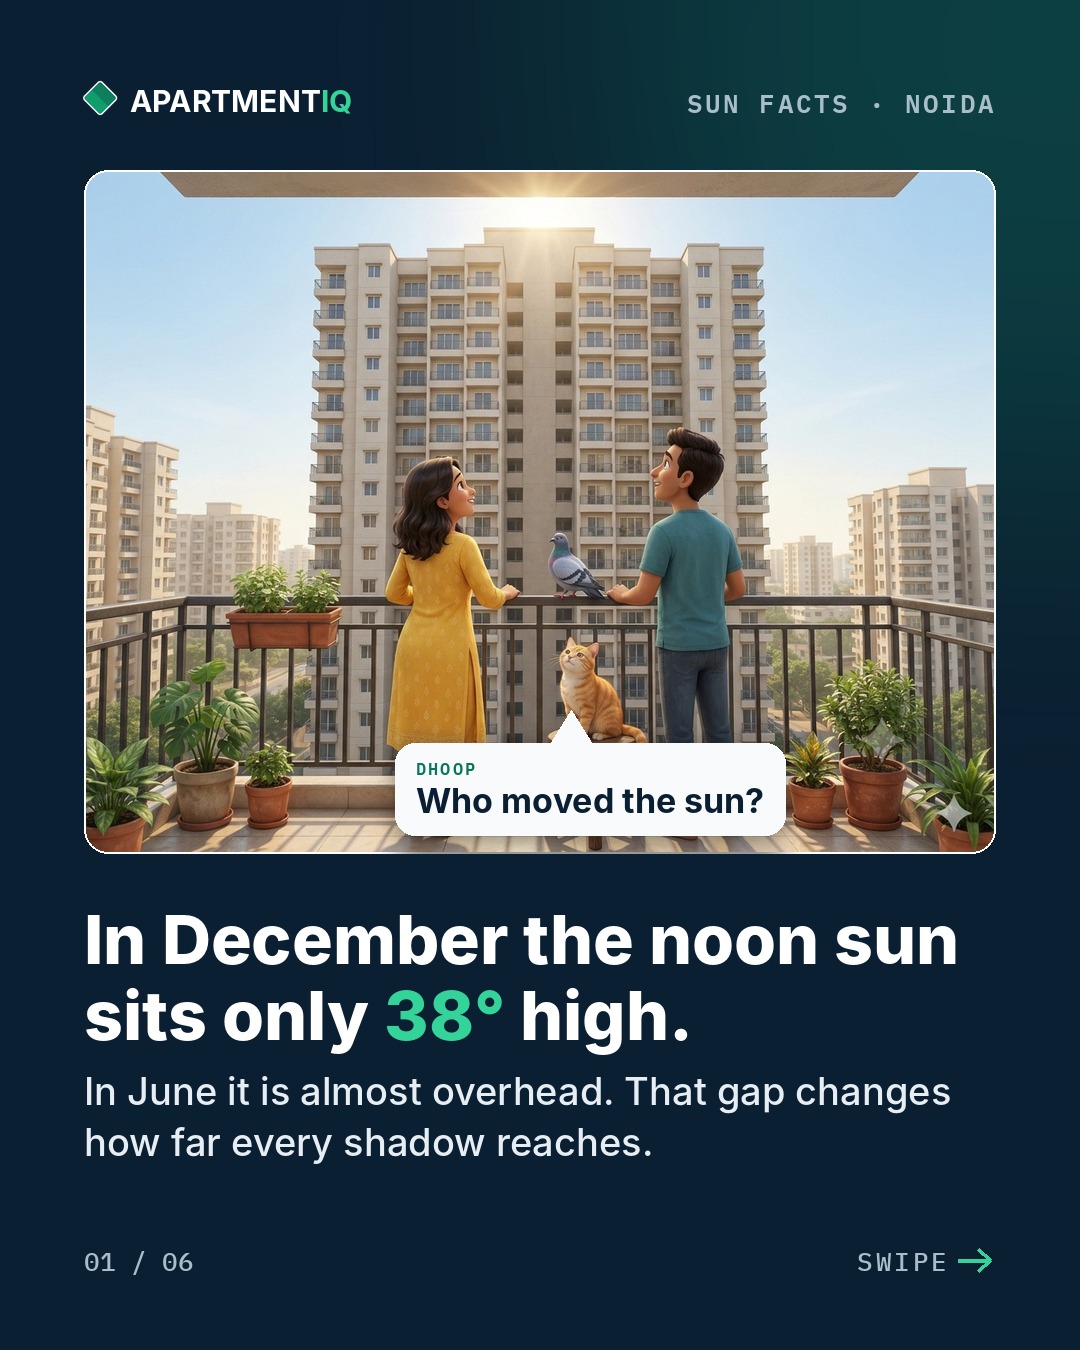 APARTMENTIQ
SUN FACTS · NOIDA
DHOOP
Who moved the sun?
In December the noon sun
sits only 38° high.
In June it is almost overhead. That gap changes
how far every shadow reaches.
01 / 06
SWIPE →